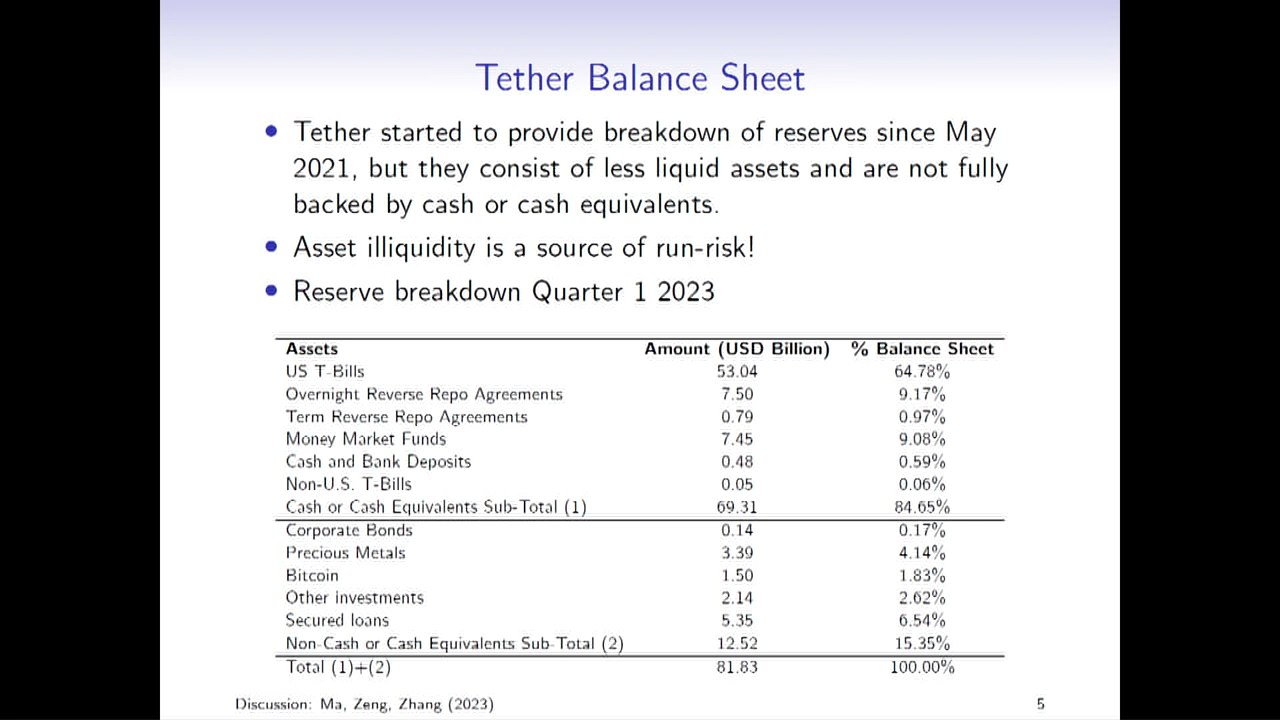 Tether Balance Sheet
• Tether started to provide breakdown of reserves since May
2021, but they consist of less liquid assets and are not fully
backed by cash or cash equivalents.
• Asset illiquidity is a source of run-risk!
• Reserve breakdown Quarter 1 2023
Assets Amount (USD Billion) % Balance Sheet
US T-Bills 53.04 64.78%
Overnight Reverse Repo Agreements 7.50 9.17%
Term Reverse Repo Agreements 0.79 0.97%
Money Market Funds 7.45 9.08%
Cash and Bank Deposits 0.48 0.59%
Non-U.S. T-Bills 0.05 0.06%
Cash or Cash Equivalents Sub-Total (1) 69.31 84.65%
Corporate Bonds 0.14 0.17%
Precious Metals 3.39 4.14%
Bitcoin 1.50 1.83%
Other investments 2.14 2.62%
Secured loans 5.35 6.54%
Non-Cash or Cash Equivalents Sub-Total (2) 12.52 15.35%
Total (1)+(2) 81.83 100.00%
Discussion: Ma, Zeng, Zhang (2023) 5